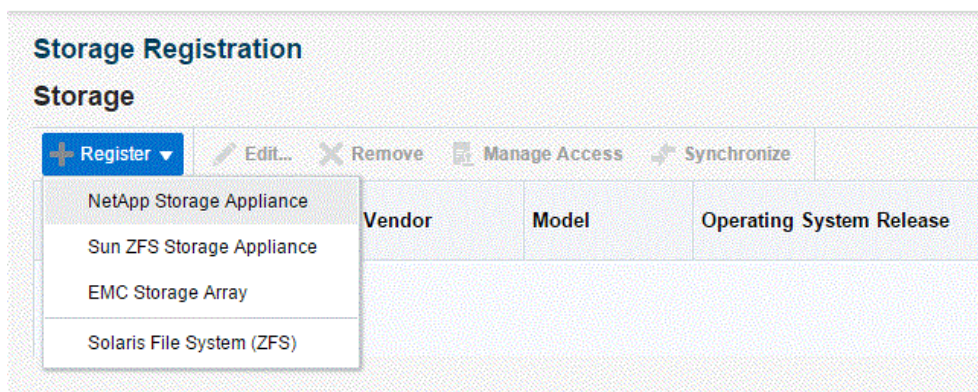 Storage Registration
Storage
Register Edit... Remove Manage Access Synchronize
NetApp Storage Appliance
Vendor Model Operating System Release
Sun ZFS Storage Appliance
EMC Storage Array
Solaris File System (ZFS)